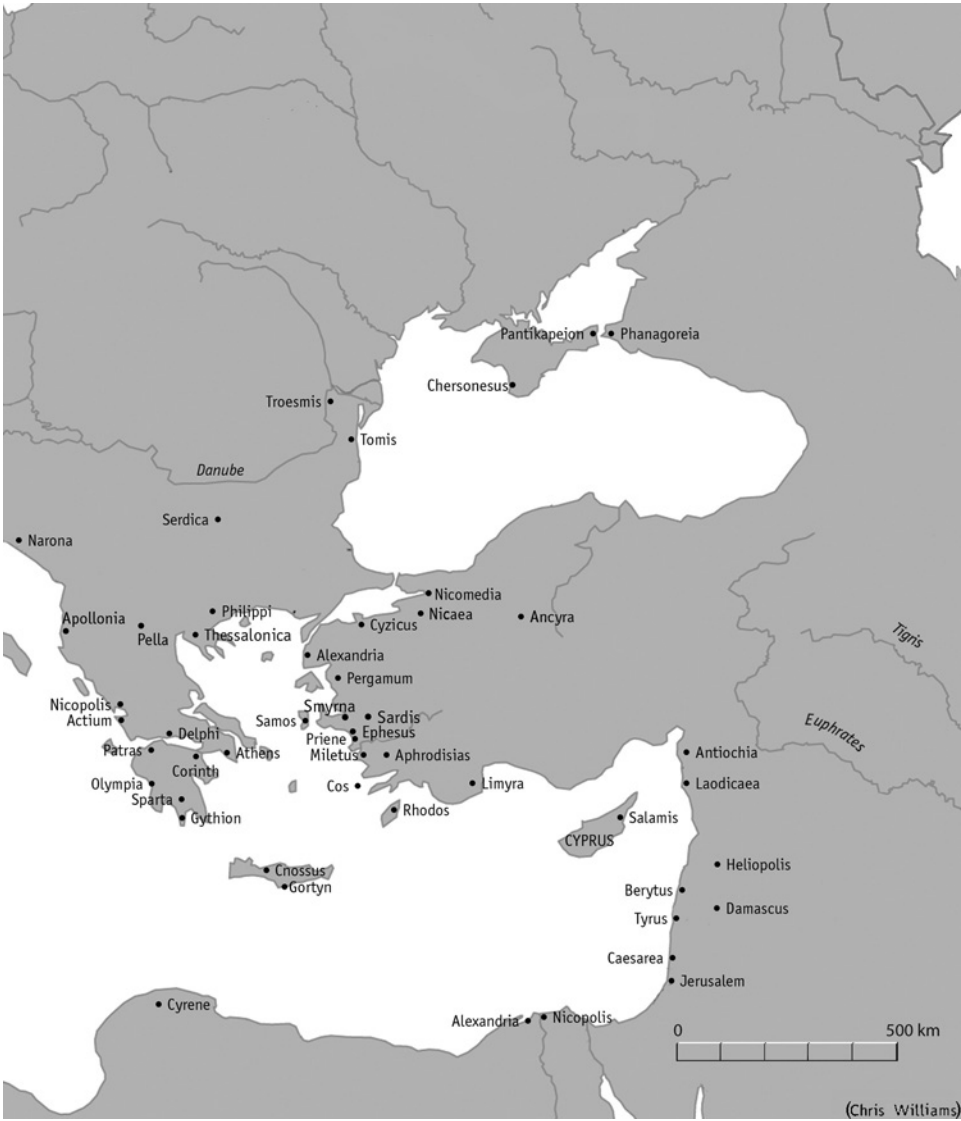 Pantikapejon
Phanagoreia
Chersonesus
Troesmis
Tomis
Danube
Serdica
Narona
Nicomedia
Philippi
Nicaea
Ancyra
Apollonia
Cyzicus
Pella
Thessalonica
Tigris
Alexandria
Pergamum
Nicopolis
Smyrna
Sardis
Actium
Samos
Euphrates
Delphi
Ephesus
Priene
Patras
Athens
Miletus
Aphrodisias
Antiochia
Corinth
Olympia
Cos
Limyra
Laodicaea
Sparta
Rhodos
Gythion
Salamis
CYPRUS
Heliopolis
Cnossus
Gortyn
Berytus
Damascus
Tyrus
Caesarea
Jerusalem
Cyrene
Alexandria
Nicopolis
0 500 km
(Chris Williams)